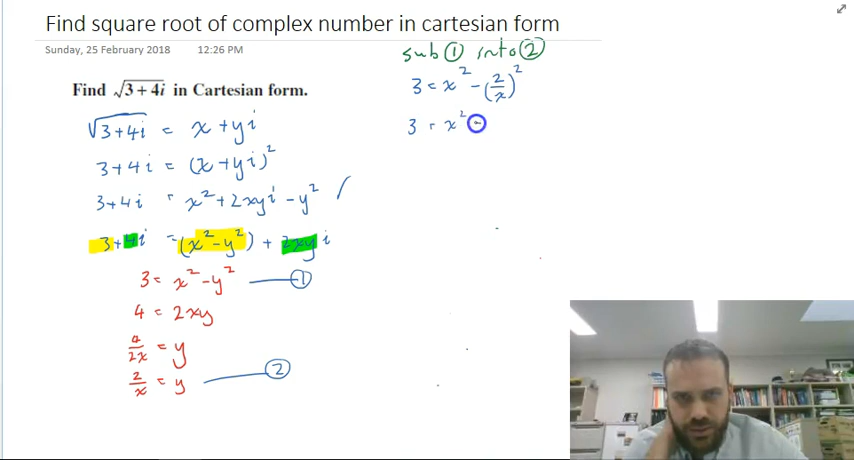 Find square root of complex number in cartesian form
Sunday, 25 February 2018 12:26 PM
Find √3+4i in Cartesian form.
√3+4i = x+yi
3+4i = (x+yi)²
3+4i = x²+2xyi-y²
3+4i = (x²-y²) + 2xyi
3 = x²-y² ①
4 = 2xy
4/2x = y
2/x = y ②
sub ① into ②
3 = x² - (2/x)²
3 = x² -